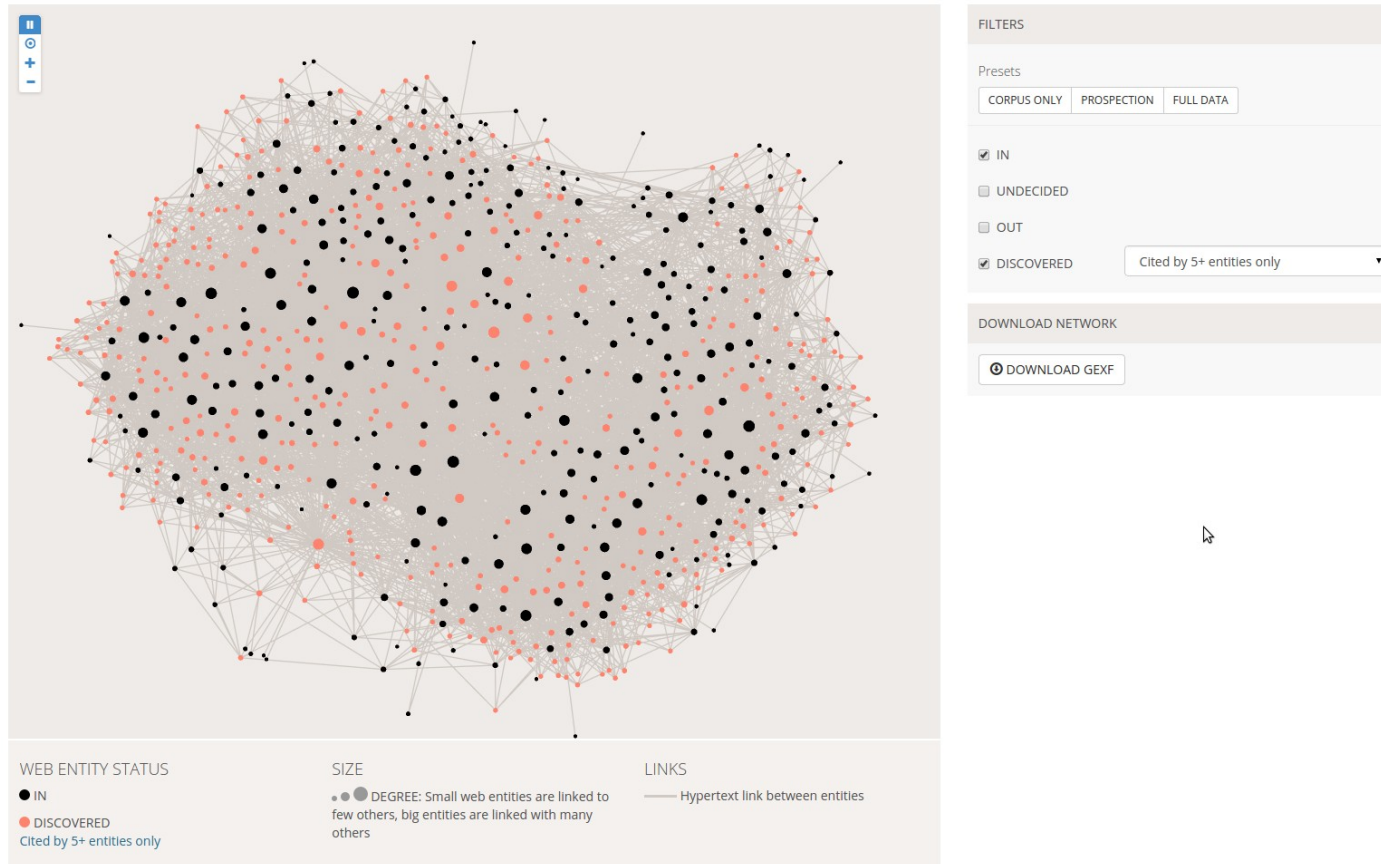 FILTERS
Presets
CORPUS ONLY PROSPECTION FULL DATA
IN
UNDECIDED
OUT
DISCOVERED Cited by 5+ entities only
DOWNLOAD NETWORK
DOWNLOAD GEXF
WEB ENTITY STATUS
IN
DISCOVERED
Cited by 5+ entities only
SIZE
DEGREE: Small web entities are linked to
few others, big entities are linked with many
others
LINKS
Hypertext link between entities